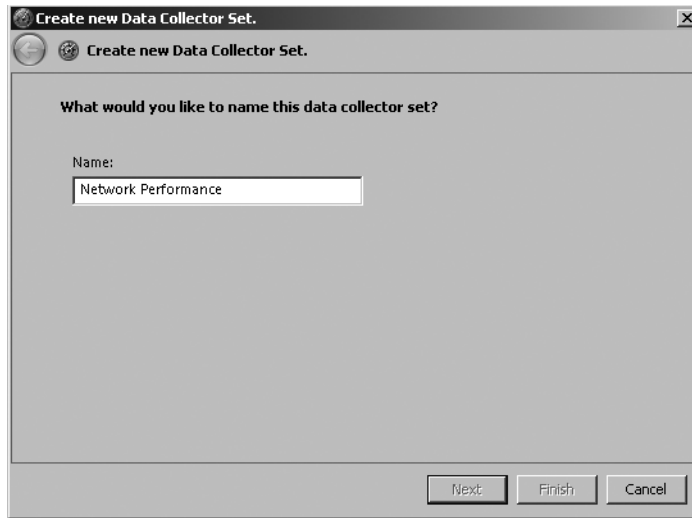 Create new Data Collector Set.
Create new Data Collector Set.
What would you like to name this data collector set?
Name:
Network Performance
Next
Finish
Cancel